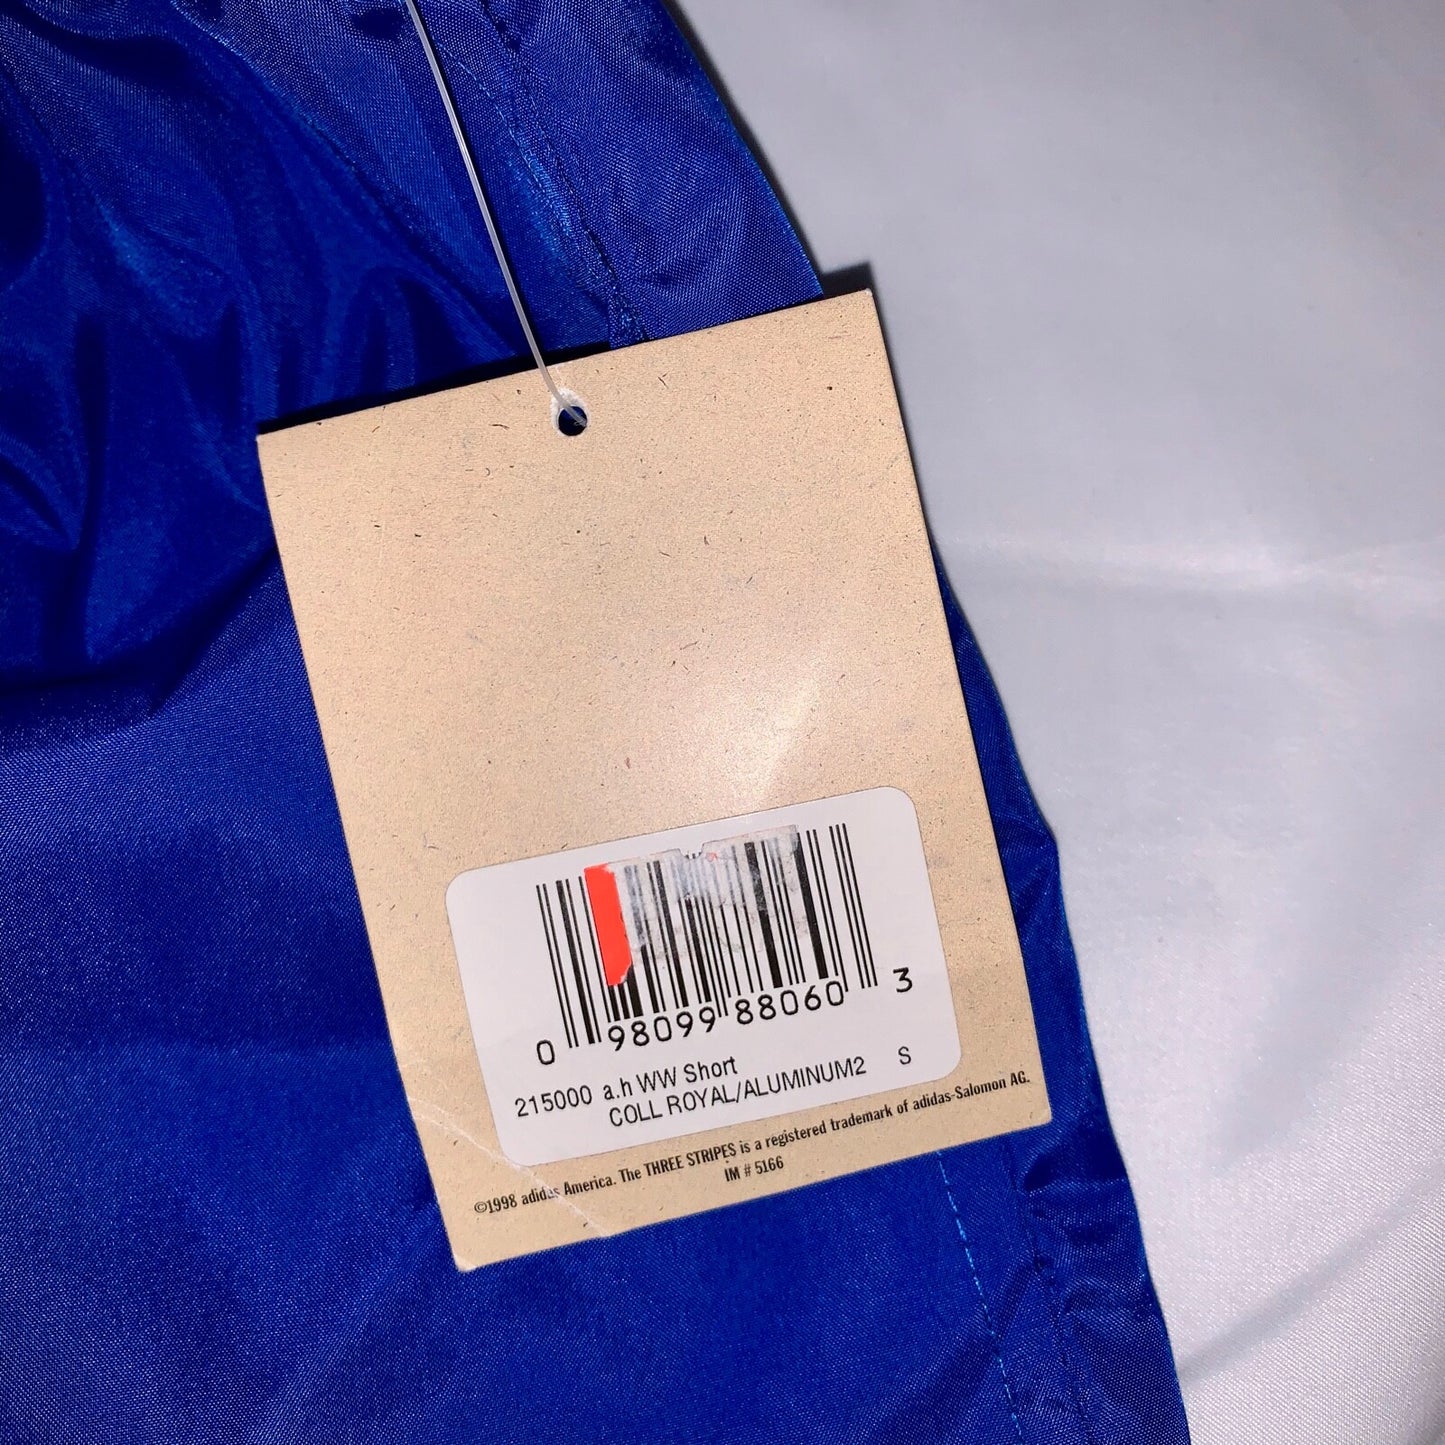 0 98099 88060 3
215000 a.h WW Short
COLL ROYAL/ALUMINUM2 S
©1998 adidas America. The THREE STRIPES is a registered trademark of adidas-Salomon AG.
IM # 5166